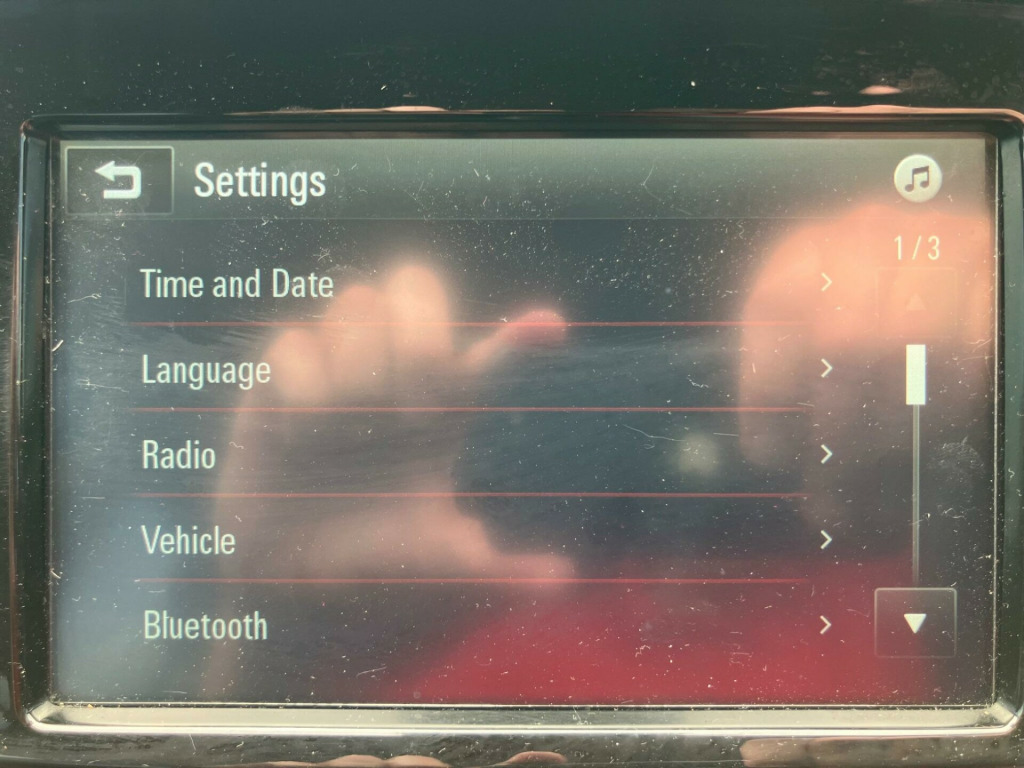 Settings
1/3
Time and Date
Language
Radio
Vehicle
Bluetooth